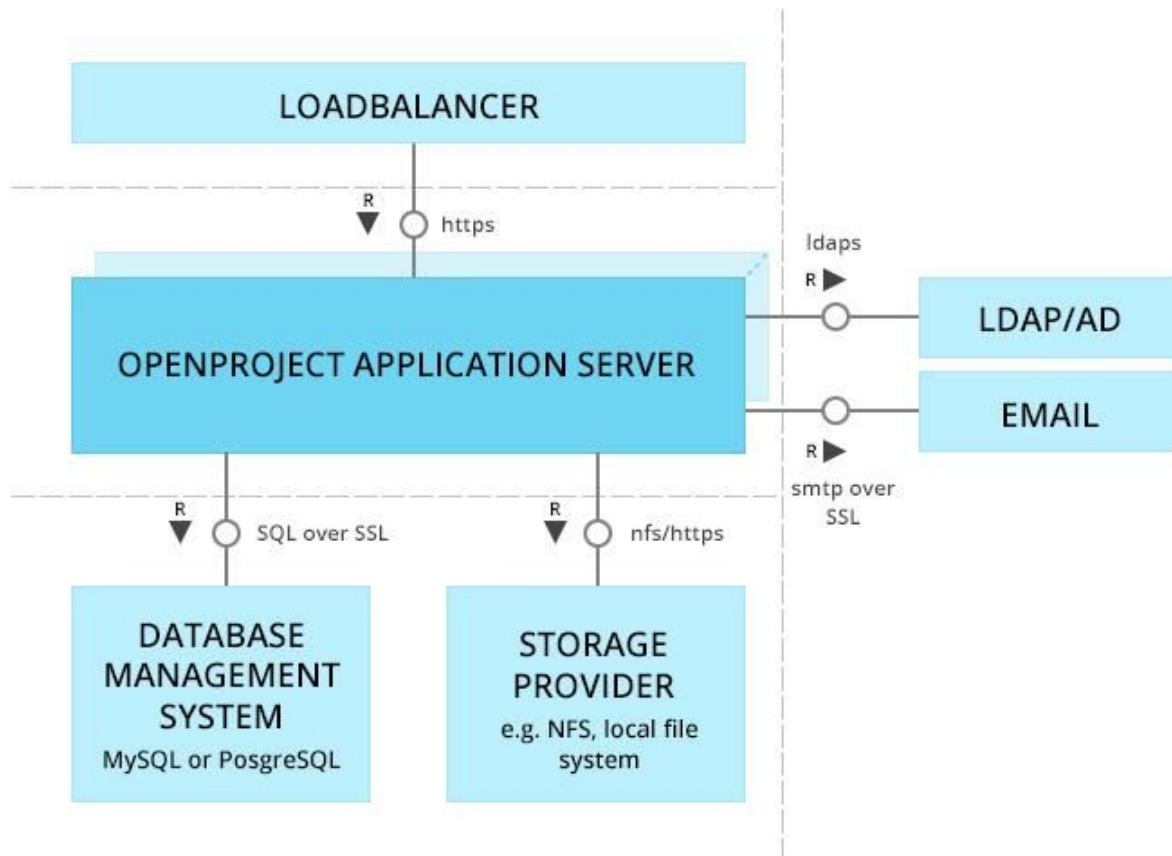 LOADBALANCER
R
https
ldaps
R
LDAP/AD
OPENPROJECT APPLICATION SERVER
EMAIL
R
smtp over
SSL
R
SQL over SSL
R
nfs/https
DATABASE
MANAGEMENT
SYSTEM
MySQL or PosgreSQL
STORAGE
PROVIDER
e.g. NFS, local file
system